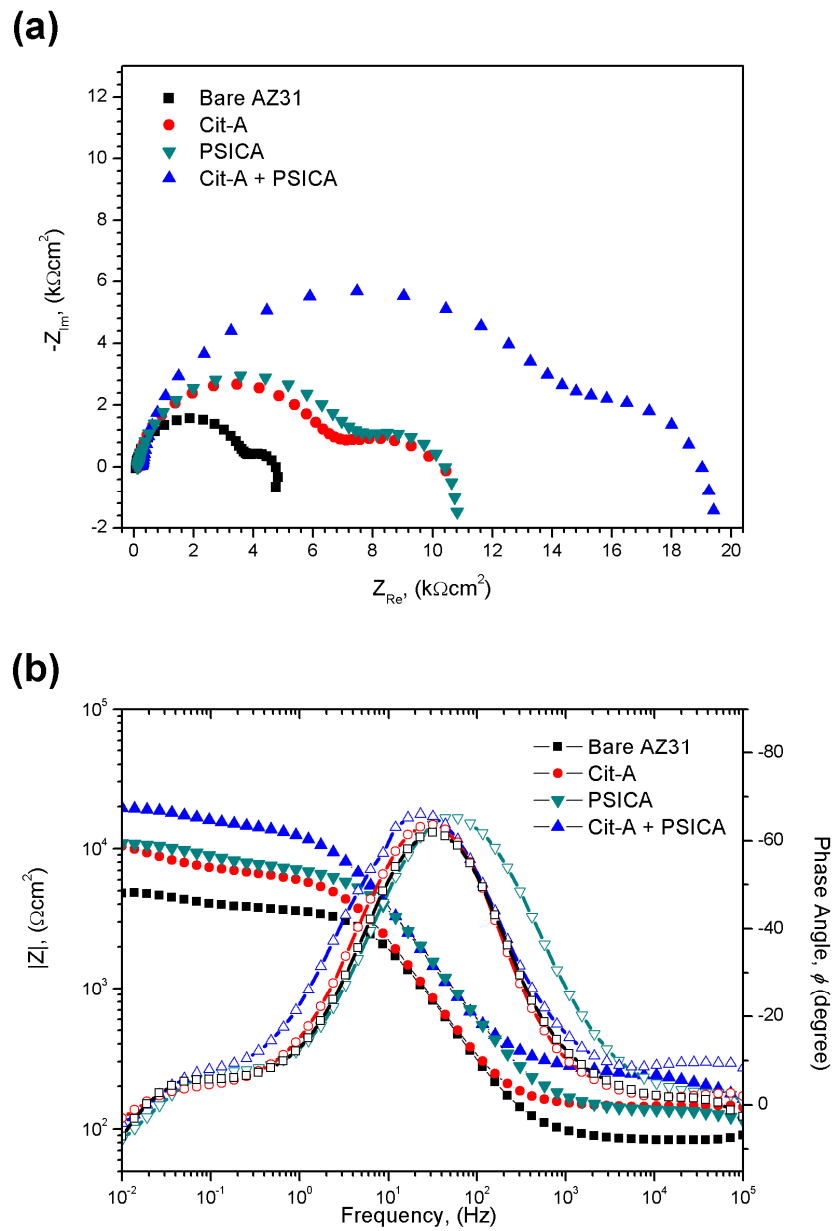 (a)
12
10
8
6
4
2
0
-2
-Z_Im, (kΩcm²)
Bare AZ31
Cit-A
PSICA
Cit-A + PSICA
0 2 4 6 8 10 12 14 16 18 20
Z_Re, (kΩcm²)
(b)
10⁵
10⁴
10³
10²
|Z|, (Ωcm²)
Bare AZ31
Cit-A
PSICA
Cit-A + PSICA
-80
-60
-40
-20
0
Phase Angle, ϕ (degree)
10⁻² 10⁻¹ 10⁰ 10¹ 10² 10³ 10⁴ 10⁵
Frequency, (Hz)